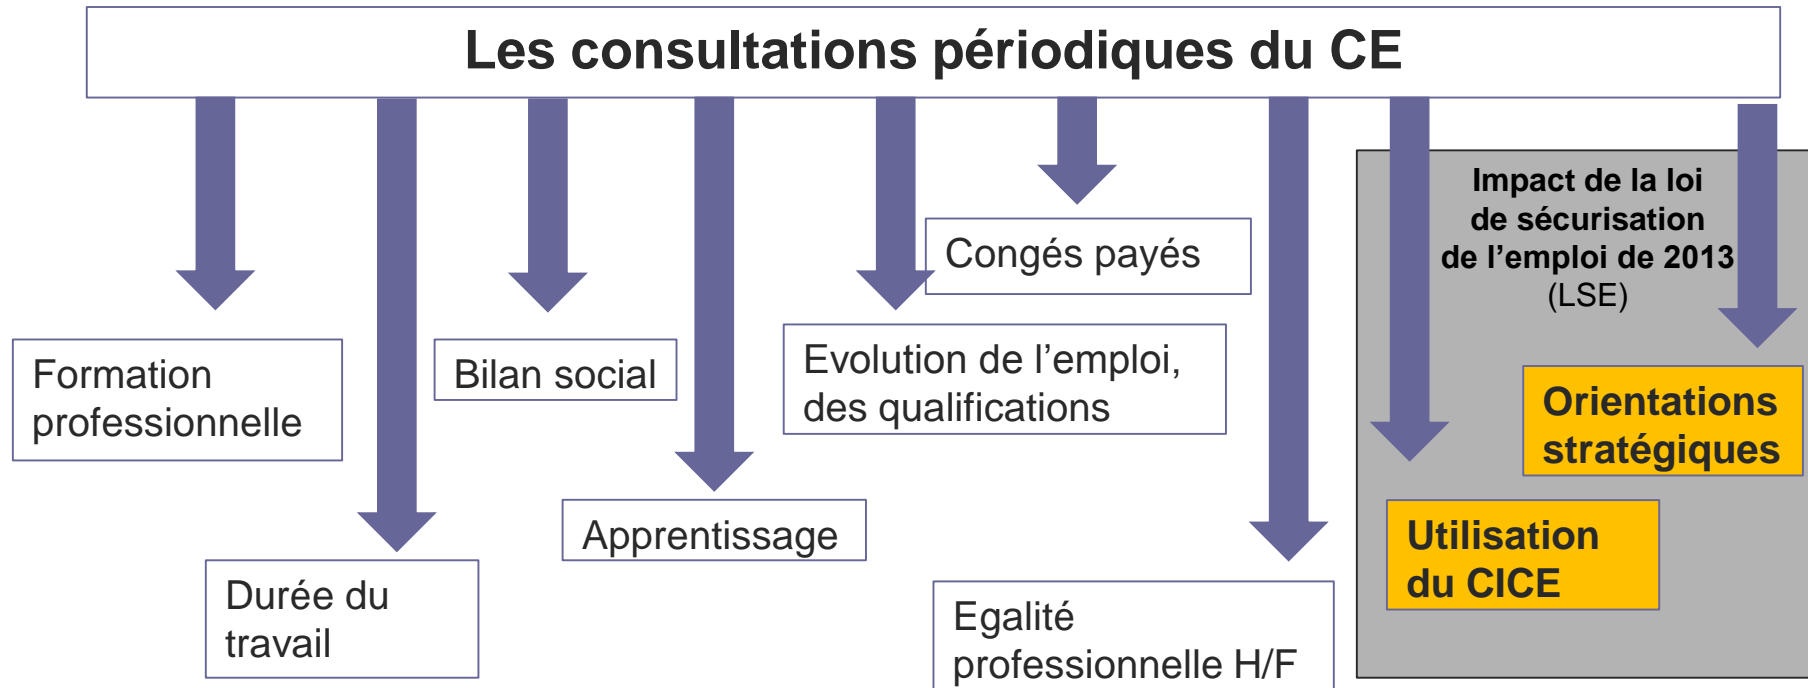 Les consultations périodiques du CE
Impact de la loi
de sécurisation
de l’emploi de 2013
(LSE)
Congés payés
Formation
professionnelle
Bilan social
Evolution de l’emploi,
des qualifications
Orientations
stratégiques
Apprentissage
Utilisation
du CICE
Durée du
travail
Egalité
professionnelle H/F